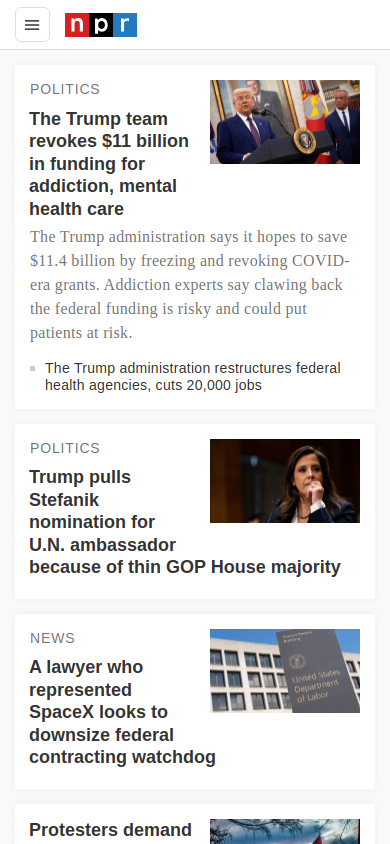 npr
POLITICS
The Trump team
revokes $11 billion
in funding for
addiction, mental
health care
The Trump administration says it hopes to save
$11.4 billion by freezing and revoking COVID-
era grants. Addiction experts say clawing back
the federal funding is risky and could put
patients at risk.
The Trump administration restructures federal
health agencies, cuts 20,000 jobs
POLITICS
Trump pulls
Stefanik
nomination for
U.N. ambassador
because of thin GOP House majority
NEWS
A lawyer who
represented
SpaceX looks to
downsize federal
contracting watchdog
Frances Perkins
Building
United States
Department
of Labor
Protesters demand